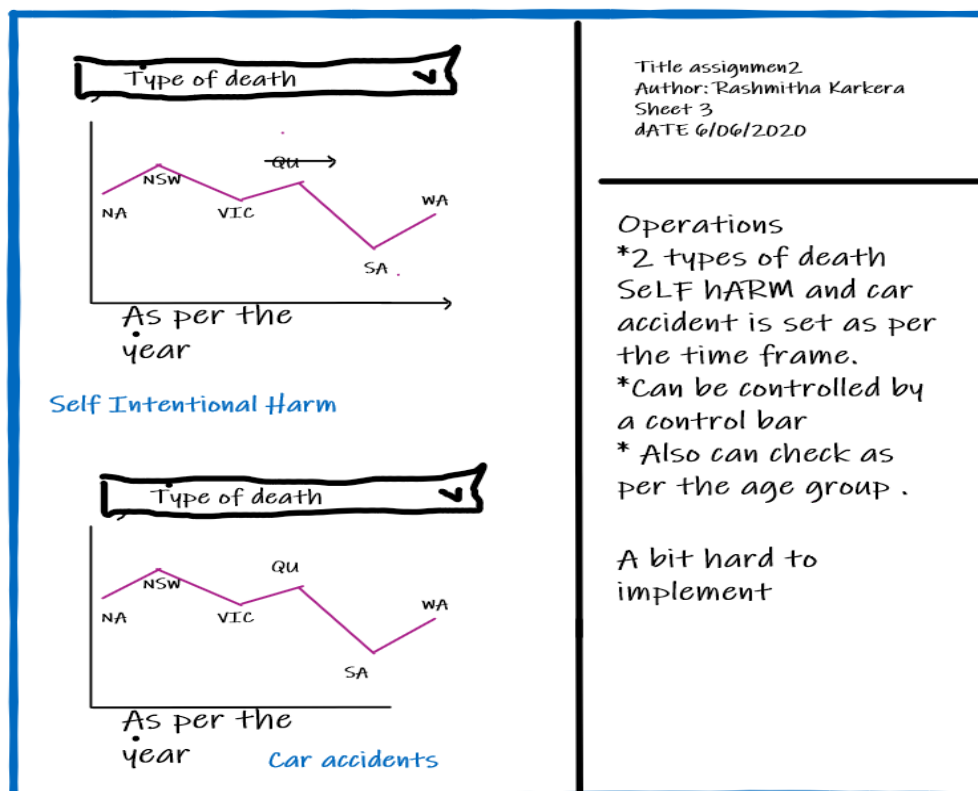 Type of death
NSW
QU
NA
VIC
WA
SA
As per the
year
Self Intentional Harm
Type of death
QU
NSW
NA
VIC
WA
SA
As per the
year
Car accidents
Title assignmen2
Author: Rashmitha Karkera
Sheet 3
dATE 6/06/2020
Operations
*2 types of death
SeLF hARM and car
accident is set as per
the time frame.
*Can be controlled by
a control bar
* Also can check as
per the age group .
A bit hard to
implement